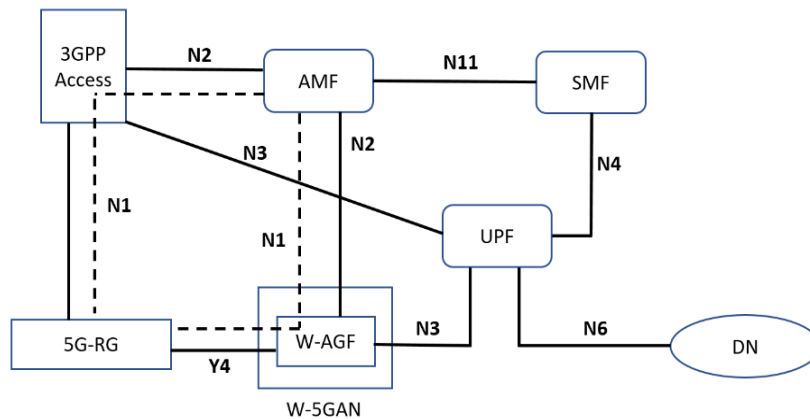 3GPP
Access
N2
AMF
N11
SMF
N3
N2
N4
N1
N1
UPF
5G-RG
Y4
W-AGF
N3
N6
DN
W-5GAN